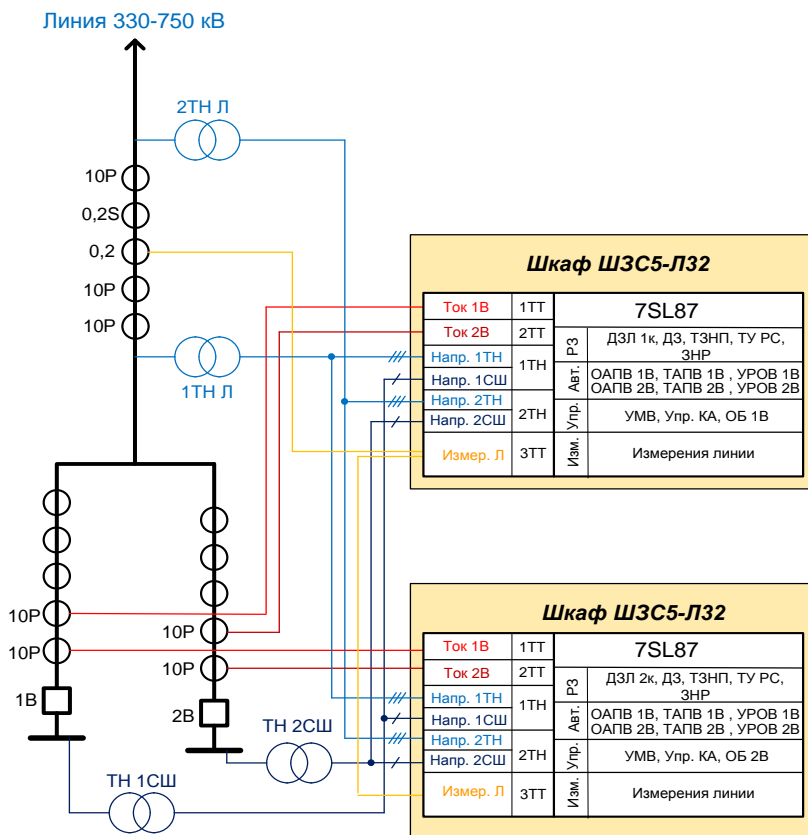 Линия 330-750 кВ
2ТН Л
10Р
0,2S
0,2
10Р
10Р
1ТН Л
10Р
10Р
1В
10Р
10Р
2В
ТН 2СШ
ТН 1СШ
Шкаф ШЗС5-Л32
Ток 1В
1ТТ
7SL87
Ток 2В
2ТТ
РЗ
ДЗЛ 1к, ДЗ, ТЗНП, ТУ РС,
ЗНР
Напр. 1ТН
1ТН
Напр. 1СШ
Авт.
ОАПВ 1В, ТАПВ 1В , УРОВ 1В
ОАПВ 2В, ТАПВ 2В , УРОВ 2В
Напр. 2ТН
2ТН
Напр. 2СШ
Упр.
УМВ, Упр. КА, ОБ 1В
Измер. Л
3ТТ
Изм.
Измерения линии
Шкаф ШЗС5-Л32
Ток 1В
1ТТ
7SL87
Ток 2В
2ТТ
РЗ
ДЗЛ 2к, ДЗ, ТЗНП, ТУ РС,
ЗНР
Напр. 1ТН
1ТН
Напр. 1СШ
Авт.
ОАПВ 1В, ТАПВ 1В , УРОВ 1В
ОАПВ 2В, ТАПВ 2В , УРОВ 2В
Напр. 2ТН
2ТН
Напр. 2СШ
Упр.
УМВ, Упр. КА, ОБ 2В
Измер. Л
3ТТ
Изм.
Измерения линии